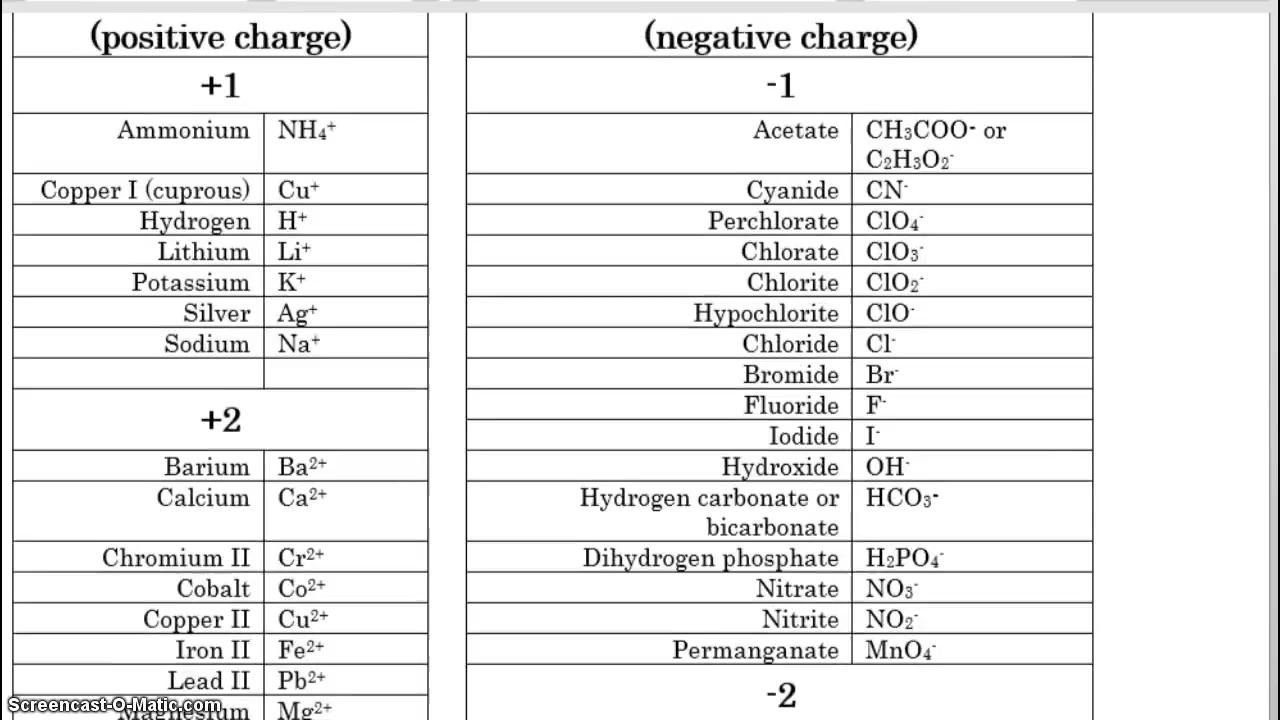 (positive charge)
+1
Ammonium NH₄⁺
Copper I (cuprous) Cu⁺
Hydrogen H⁺
Lithium Li⁺
Potassium K⁺
Silver Ag⁺
Sodium Na⁺
+2
Barium Ba²⁺
Calcium Ca²⁺
Chromium II Cr²⁺
Cobalt Co²⁺
Copper II Cu²⁺
Iron II Fe²⁺
Lead II Pb²⁺
Magnesium Mg²⁺
(negative charge)
-1
Acetate CH₃COO⁻ or
C₂H₃O₂⁻
Cyanide CN⁻
Perchlorate ClO₄⁻
Chlorate ClO₃⁻
Chlorite ClO₂⁻
Hypochlorite ClO⁻
Chloride Cl⁻
Bromide Br⁻
Fluoride F⁻
Iodide I⁻
Hydroxide OH⁻
Hydrogen carbonate or HCO₃⁻
bicarbonate
Dihydrogen phosphate H₂PO₄⁻
Nitrate NO₃⁻
Nitrite NO₂⁻
Permanganate MnO₄⁻
-2
Screencast-O-Matic.com